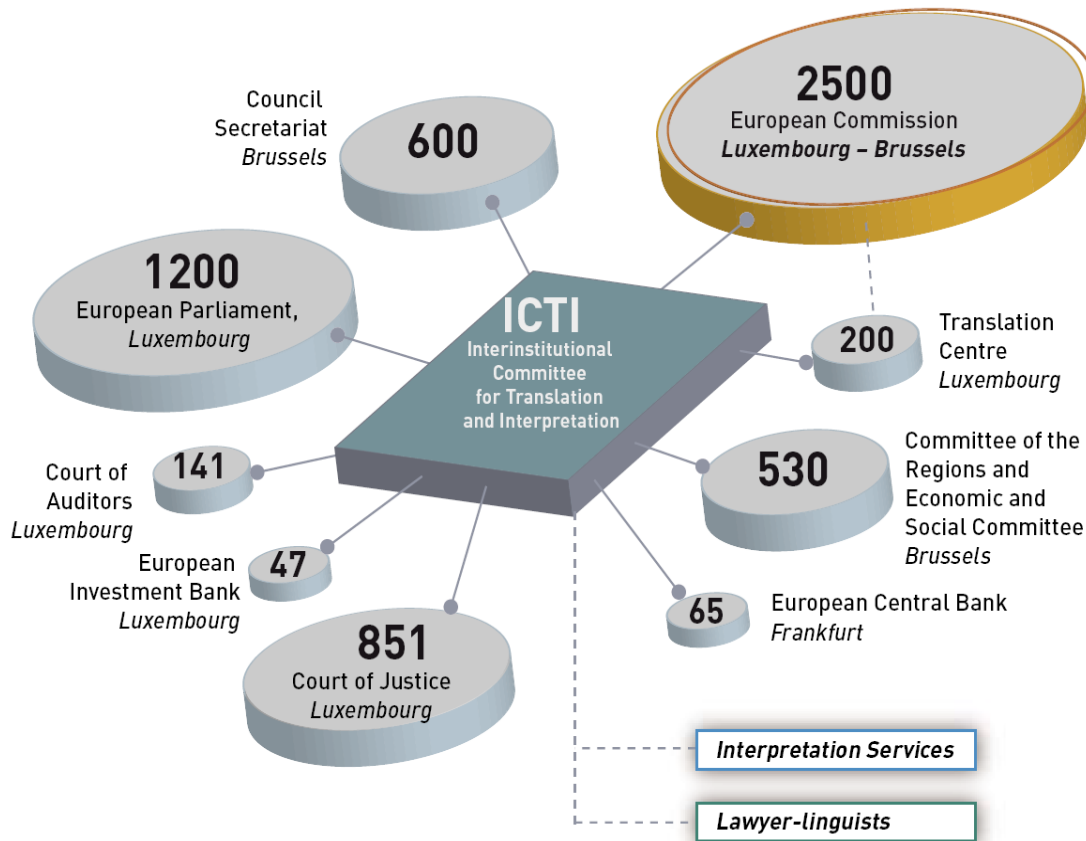 2500
European Commission
Luxembourg – Brussels
Council
Secretariat
Brussels
600
1200
European Parliament,
Luxembourg
ICTI
Interinstitutional
Committee
for Translation
and Interpretation
200
Translation
Centre
Luxembourg
141
Court of
Auditors
Luxembourg
530
Committee of the
Regions and
Economic and
Social Committee
Brussels
47
European
Investment Bank
Luxembourg
65
European Central Bank
Frankfurt
851
Court of Justice
Luxembourg
Interpretation Services
Lawyer-linguists